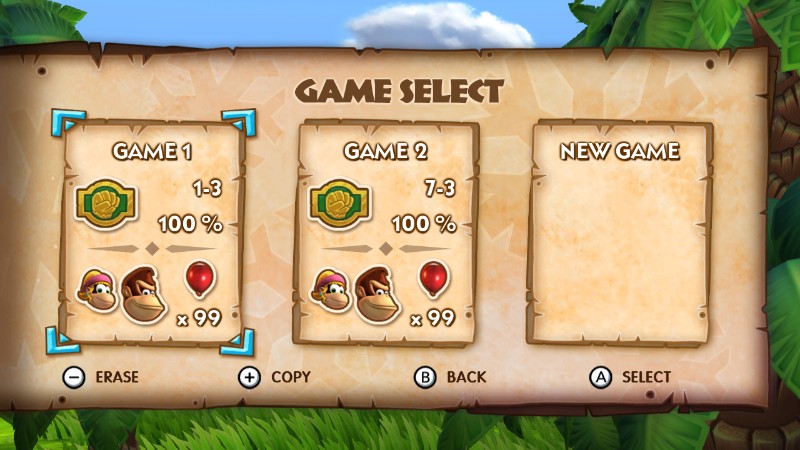 GAME SELECT
GAME 1
1-3
100 %
x 99
GAME 2
7-3
100 %
x 99
NEW GAME
− ERASE
+ COPY
B BACK
A SELECT